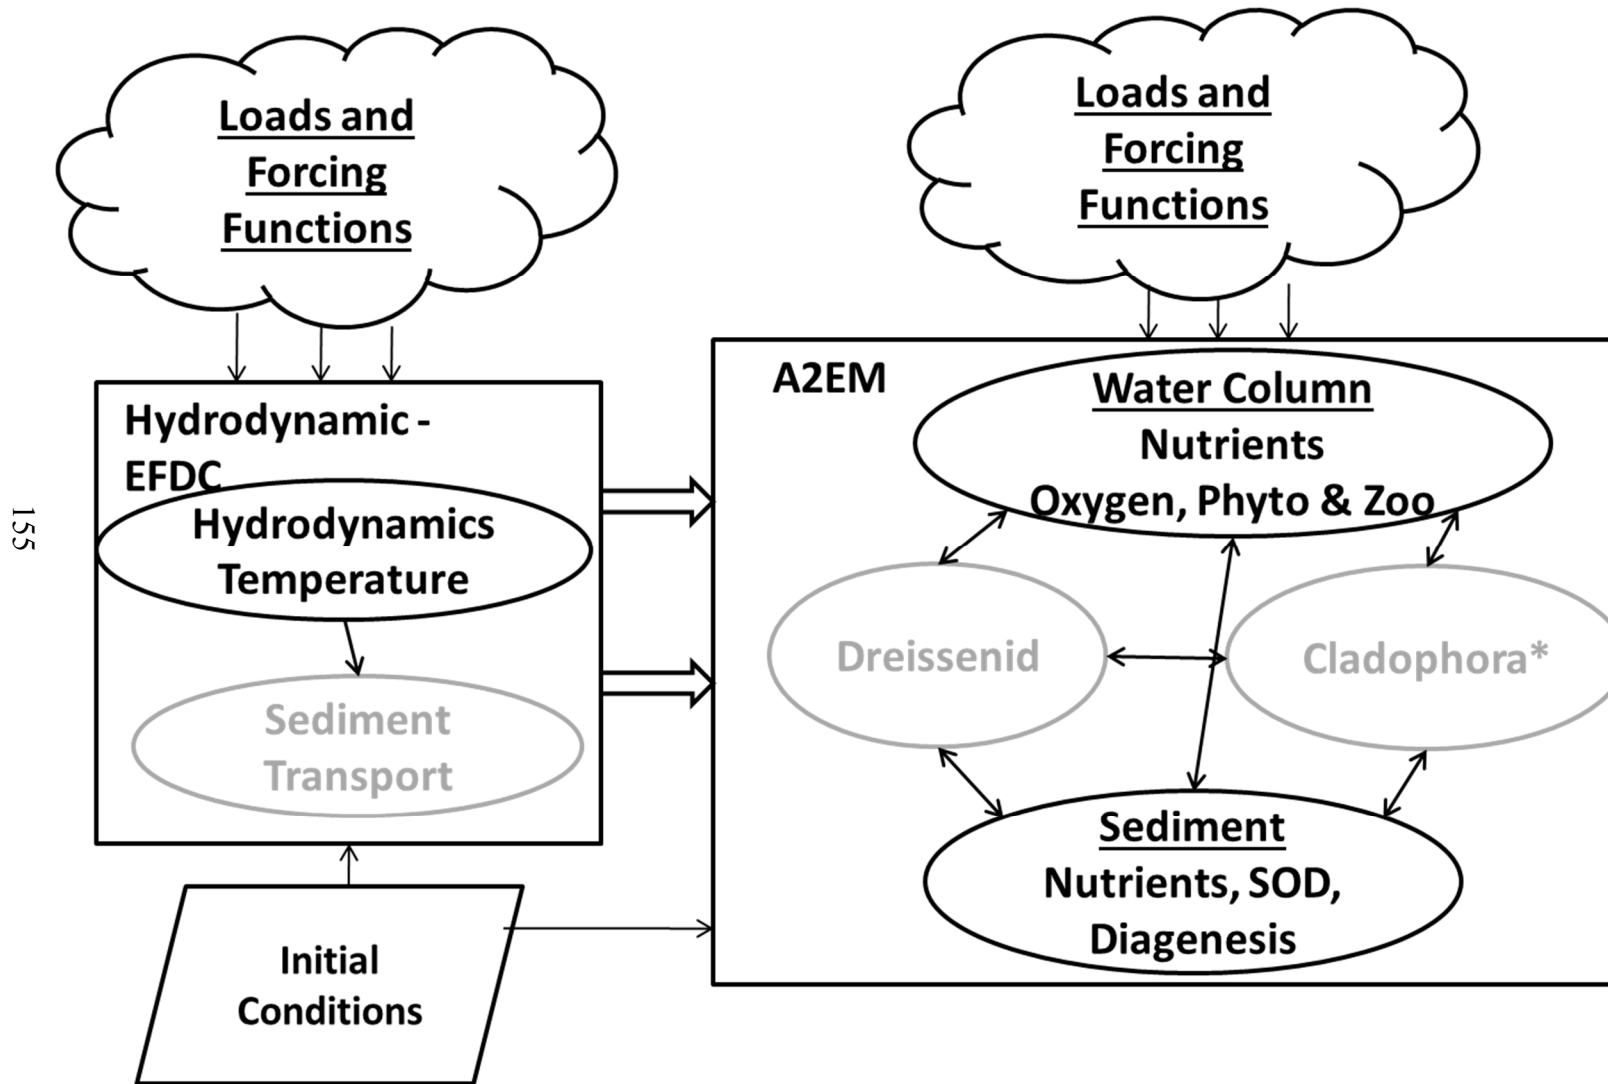 Loads and
Forcing
Functions
Loads and
Forcing
Functions
Hydrodynamic -
EFDC
Hydrodynamics
Temperature
Sediment
Transport
Initial
Conditions
A2EM
Water Column
Nutrients
Oxygen, Phyto & Zoo
Dreissenid
Cladophora*
Sediment
Nutrients, SOD,
Diagenesis
155